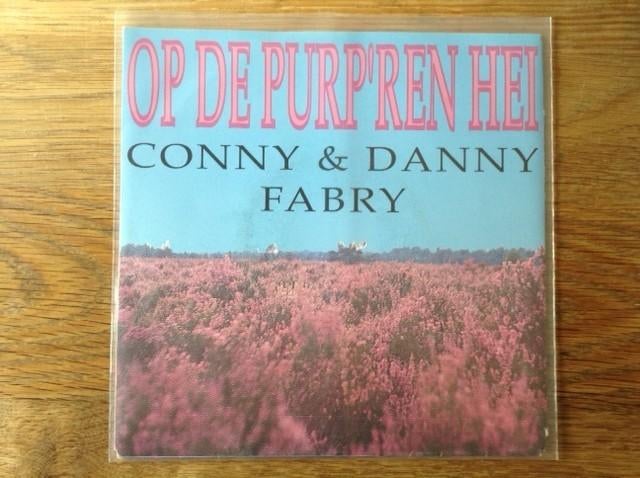 OP DE PURP'REN HEI
CONNY & DANNY
FABRY